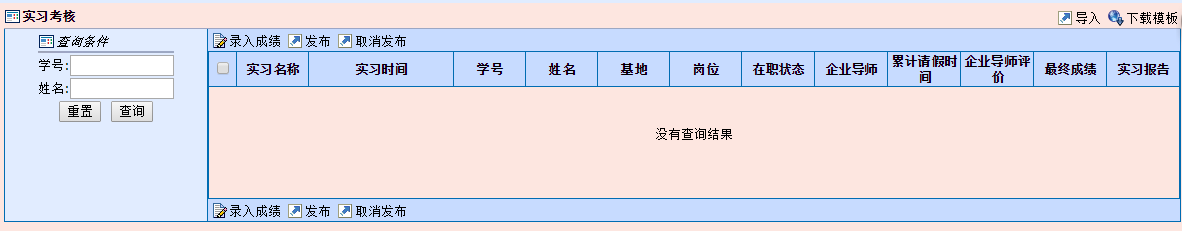 实习考核
导入 下载模板
查询条件
学号:
姓名:
重置 查询
录入成绩 发布 取消发布
实习名称 实习时间 学号 姓名 基地 岗位 在职状态 企业导师 累计请假时间 企业导师评价 最终成绩 实习报告
没有查询结果
录入成绩 发布 取消发布